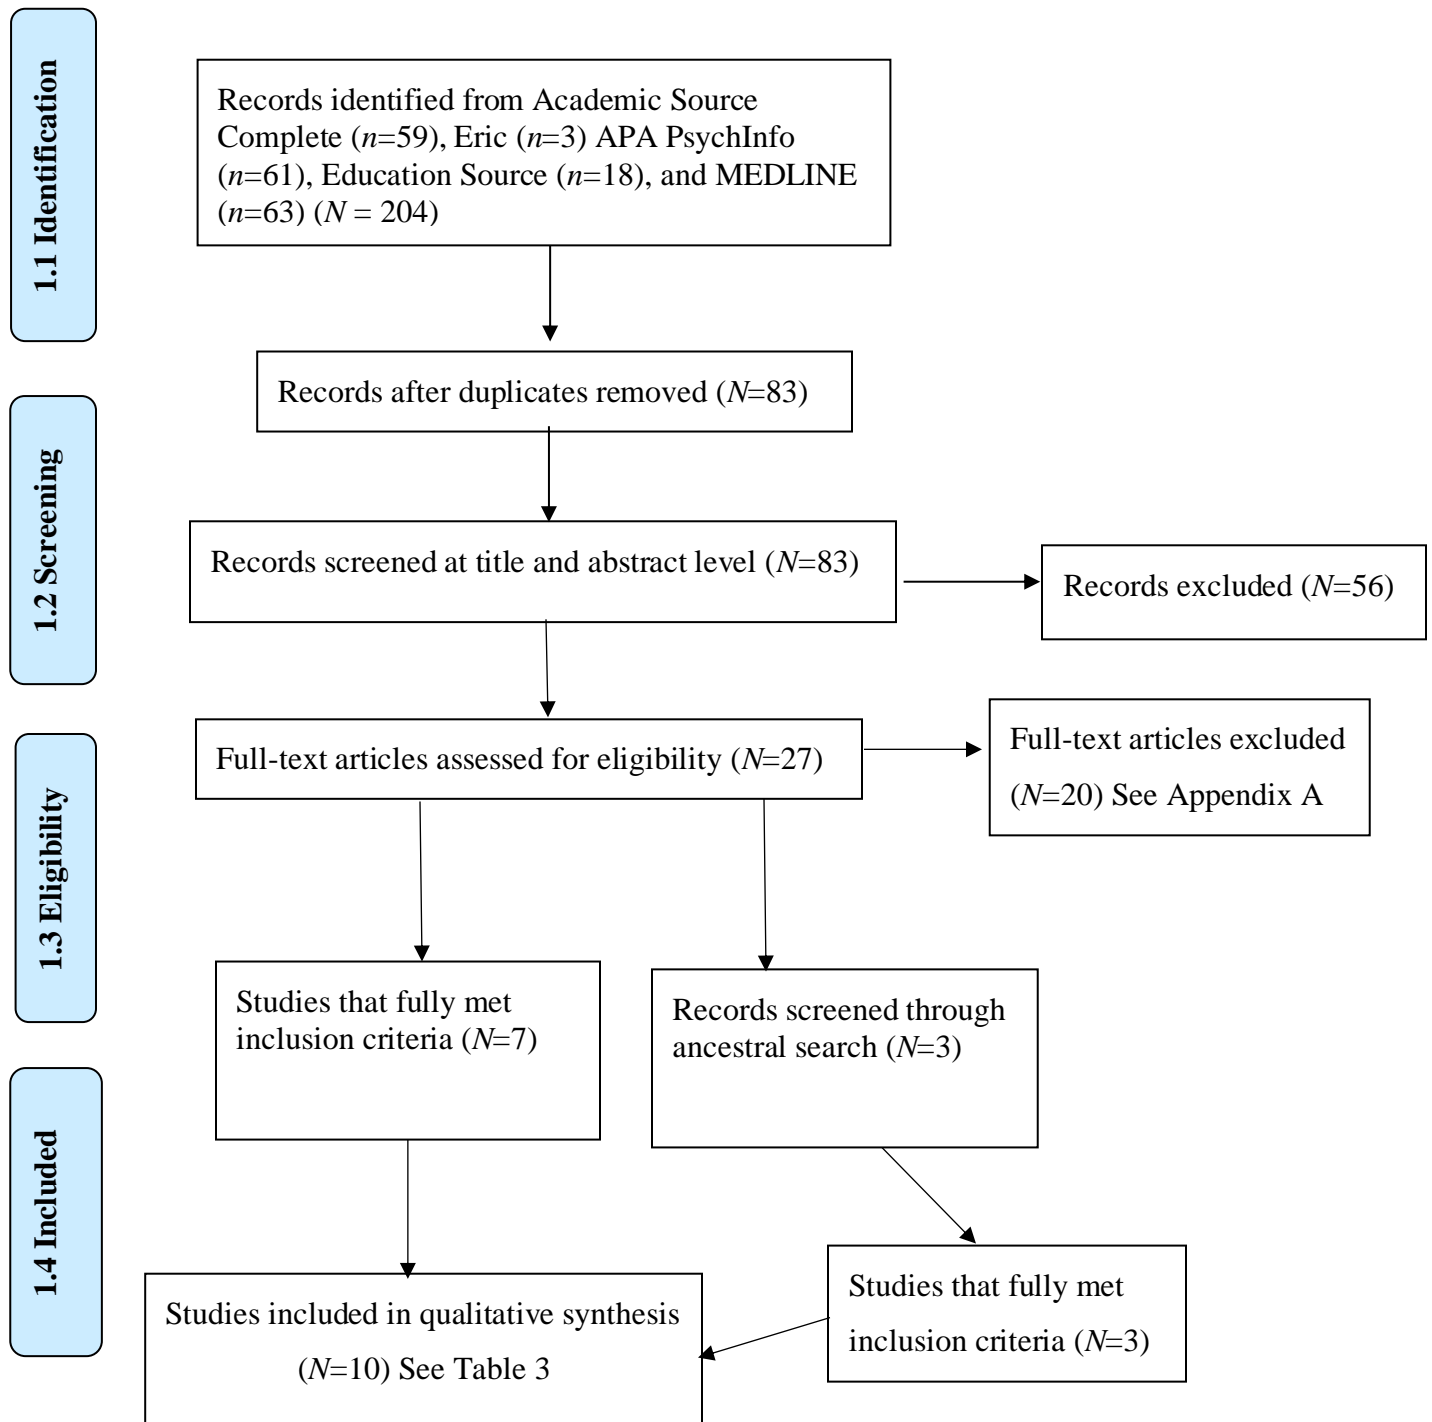 1.1 Identification
Records identified from Academic Source
Complete (n=59), Eric (n=3) APA PsychInfo
(n=61), Education Source (n=18), and MEDLINE
(n=63) (N = 204)
Records after duplicates removed (N=83)
1.2 Screening
Records screened at title and abstract level (N=83)
Records excluded (N=56)
Full-text articles assessed for eligibility (N=27)
Full-text articles excluded
(N=20) See Appendix A
1.3 Eligibility
Studies that fully met
inclusion criteria (N=7)
Records screened through
ancestral search (N=3)
1.4 Included
Studies included in qualitative synthesis
(N=10) See Table 3
Studies that fully met
inclusion criteria (N=3)